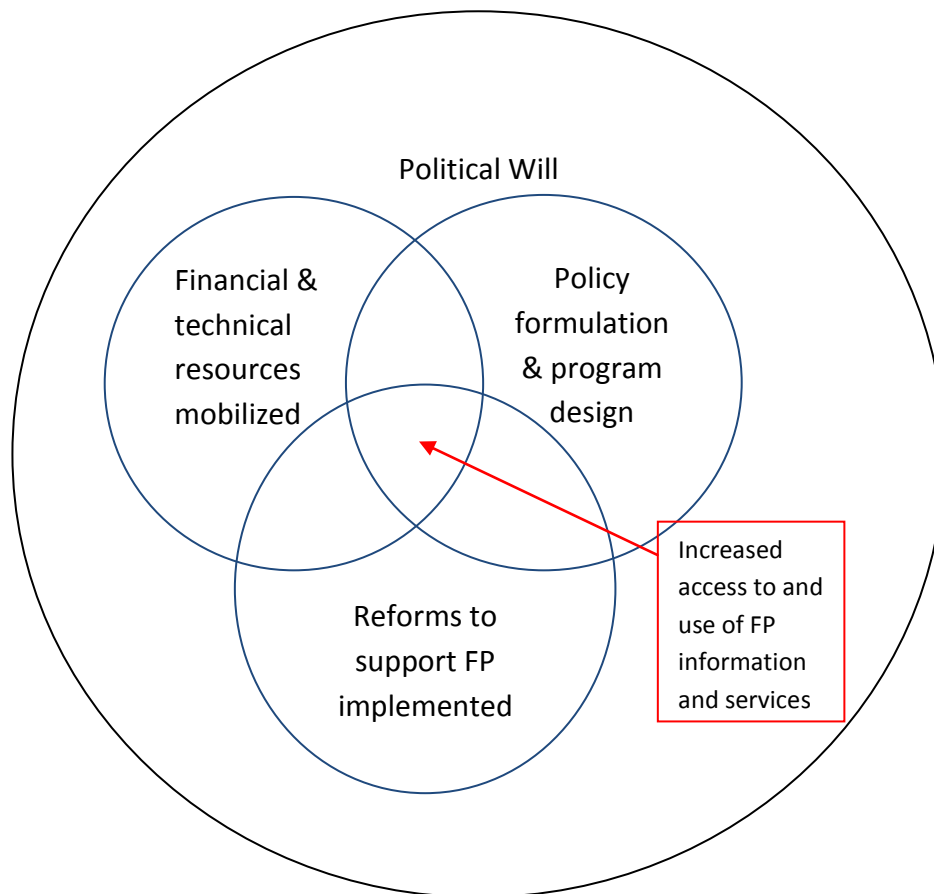 Political Will
Financial &
technical
resources
mobilized
Policy
formulation
& program
design
Reforms to
support FP
implemented
Increased
access to and
use of FP
information
and services